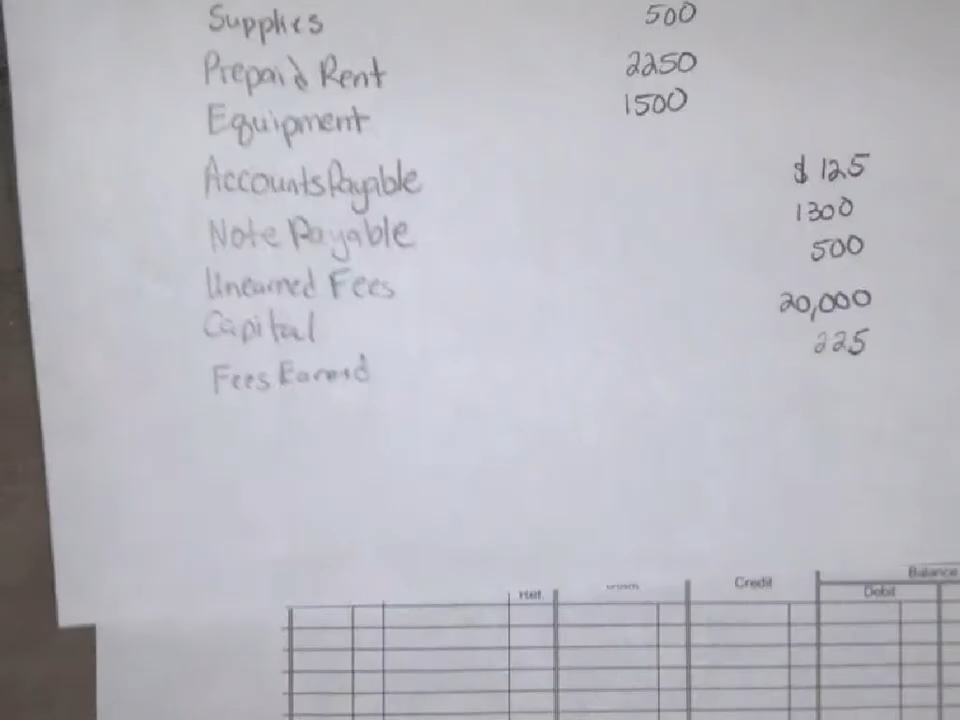 Supplies 500
Prepaid Rent 2250
Equipment 1500
Accounts Payable $125
Note Payable 1300
Unearned Fees 500
Capital 20,000
Fees Earned 225
Balance
Ref. Credit Debit